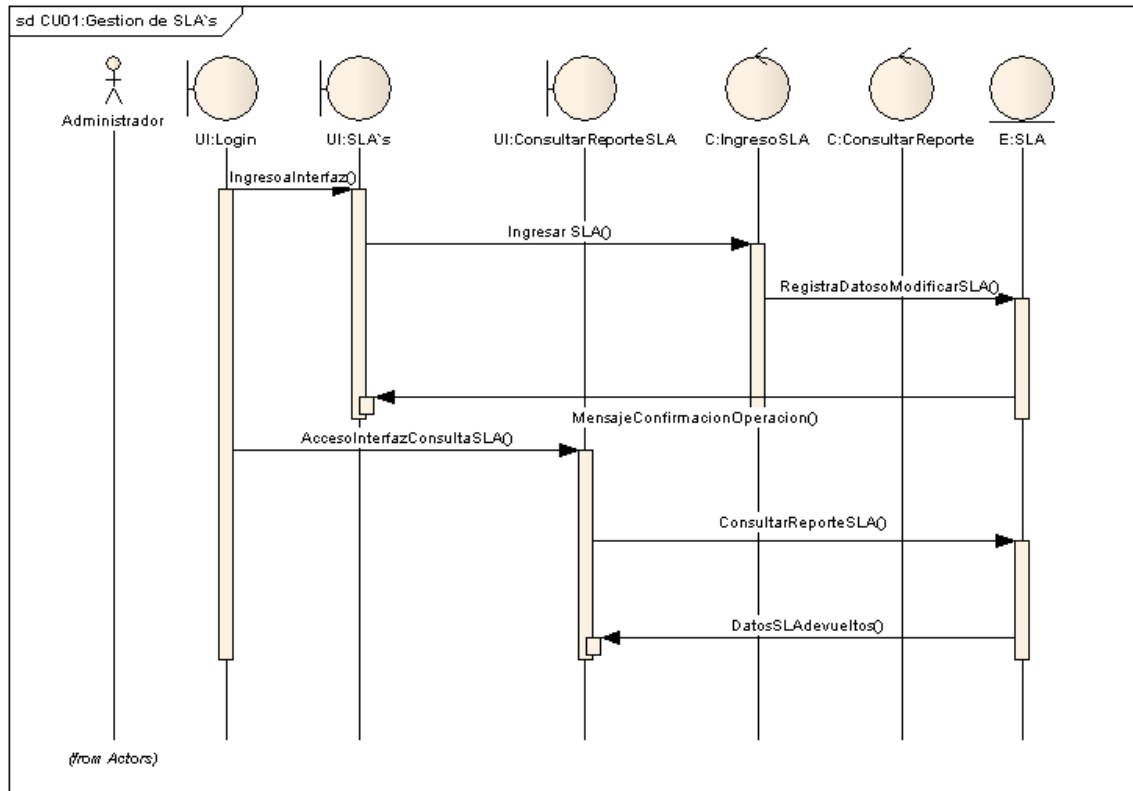 sd CU01:Gestion de SLA`s
Administrador
UI:Login
UI:SLA`s
UI:ConsultarReporteSLA
C:IngresoSLA
C:ConsultarReporte
E:SLA
IngresoaInterfaz()
Ingresar SLA()
RegistraDatosoModificarSLA()
MensajeConfirmacionOperacion()
AccesoInterfazConsultaSLA()
ConsultarReporteSLA()
DatosSLAdevueltos()
(from Actors)